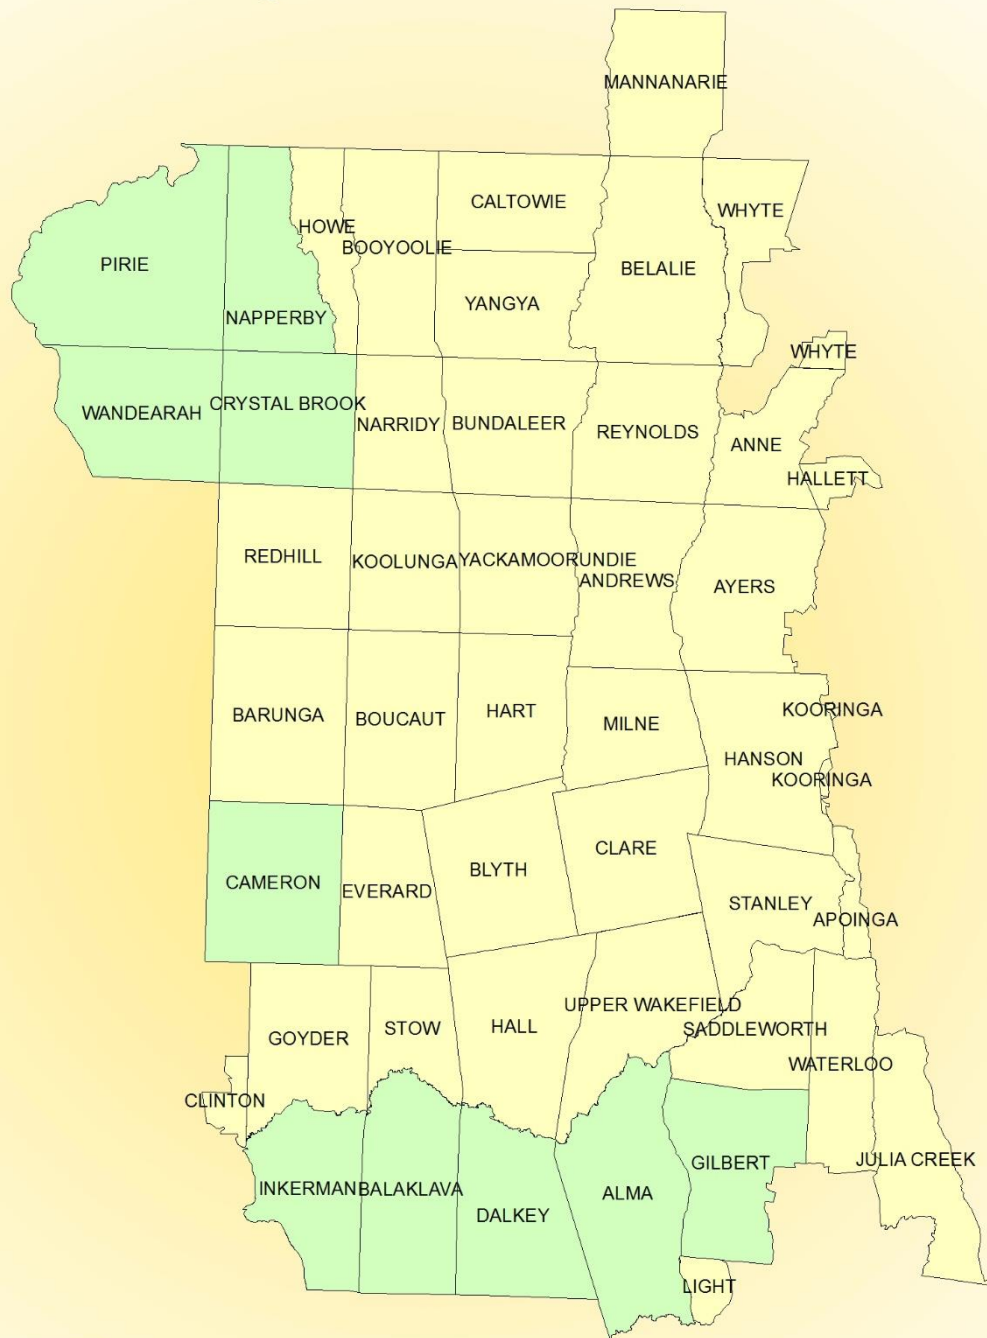 MANNANARIE
CALTOWIE
WHYTE
HOWE
BOOYOOLIE
PIRIE
BELALIE
YANGYA
NAPPERBY
WHYTE
CRYSTAL BROOK
WANDEARAH
NARRIDY
BUNDALEER
REYNOLDS
ANNE
HALLETT
REDHILL
KOOLUNGA
YACKAMOORUNDIE
ANDREWS
AYERS
BARUNGA
BOUCAUT
HART
MILNE
KOORINGA
HANSON
KOORINGA
CAMERON
EVERARD
BLYTH
CLARE
STANLEY
APOINGA
GOYDER
STOW
HALL
UPPER WAKEFIELD
SADDLEWORTH
WATERLOO
CLINTON
INKERMAN
BALAKLAVA
DALKEY
ALMA
GILBERT
JULIA CREEK
LIGHT